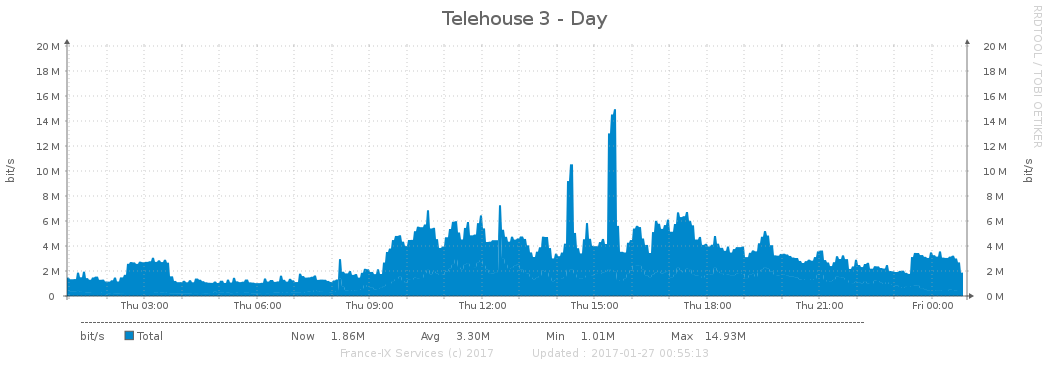 Telehouse 3 - Day
RRDTOOL / TOBI OETIKER
bit/s
bit/s
20 M 20 M
18 M 18 M
16 M 16 M
14 M 14 M
12 M 12 M
10 M 10 M
8 M 8 M
6 M 6 M
4 M 4 M
2 M 2 M
0 0 M
Thu 03:00 Thu 06:00 Thu 09:00 Thu 12:00 Thu 15:00 Thu 18:00 Thu 21:00 Fri 00:00
bit/s Total Now 1.86M Avg 3.30M Min 1.01M Max 14.93M
France-IX Services (c) 2017 Updated : 2017-01-27 00:55:13